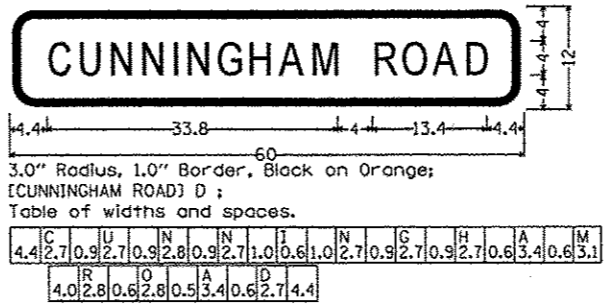 CUNNINGHAM ROAD
4
4
4
12
4.4 33.8 4 13.4 4.4
60
3.0" Radius, 1.0" Border, Black on Orange;
[CUNNINGHAM ROAD] D ;
Table of widths and spaces.
C U N N I N G H A M
4.4 2.7 0.9 2.7 0.9 2.8 0.9 2.7 1.0 0.6 1.0 2.7 0.9 2.7 0.9 2.7 0.6 3.4 0.6 3.1
R O A D
4.0 2.8 0.6 2.8 0.5 3.4 0.6 2.7 4.4